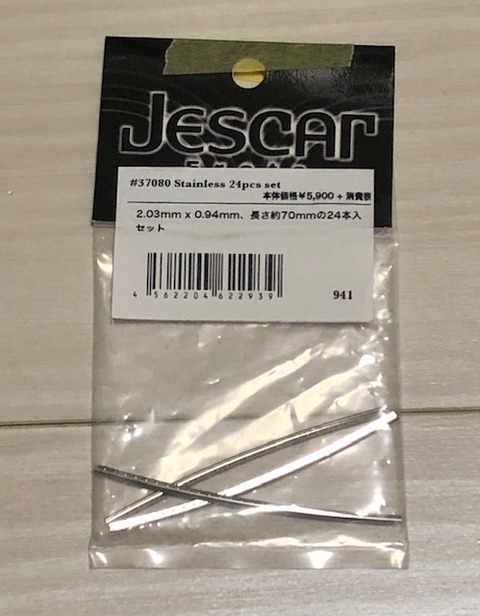 JESCAR
Frets
#37080 Stainless 24pcs set
本体価格¥5,900 + 消費税
2.03mm x 0.94mm、長さ約70mmの24本入
セット
4 562204 622939
941